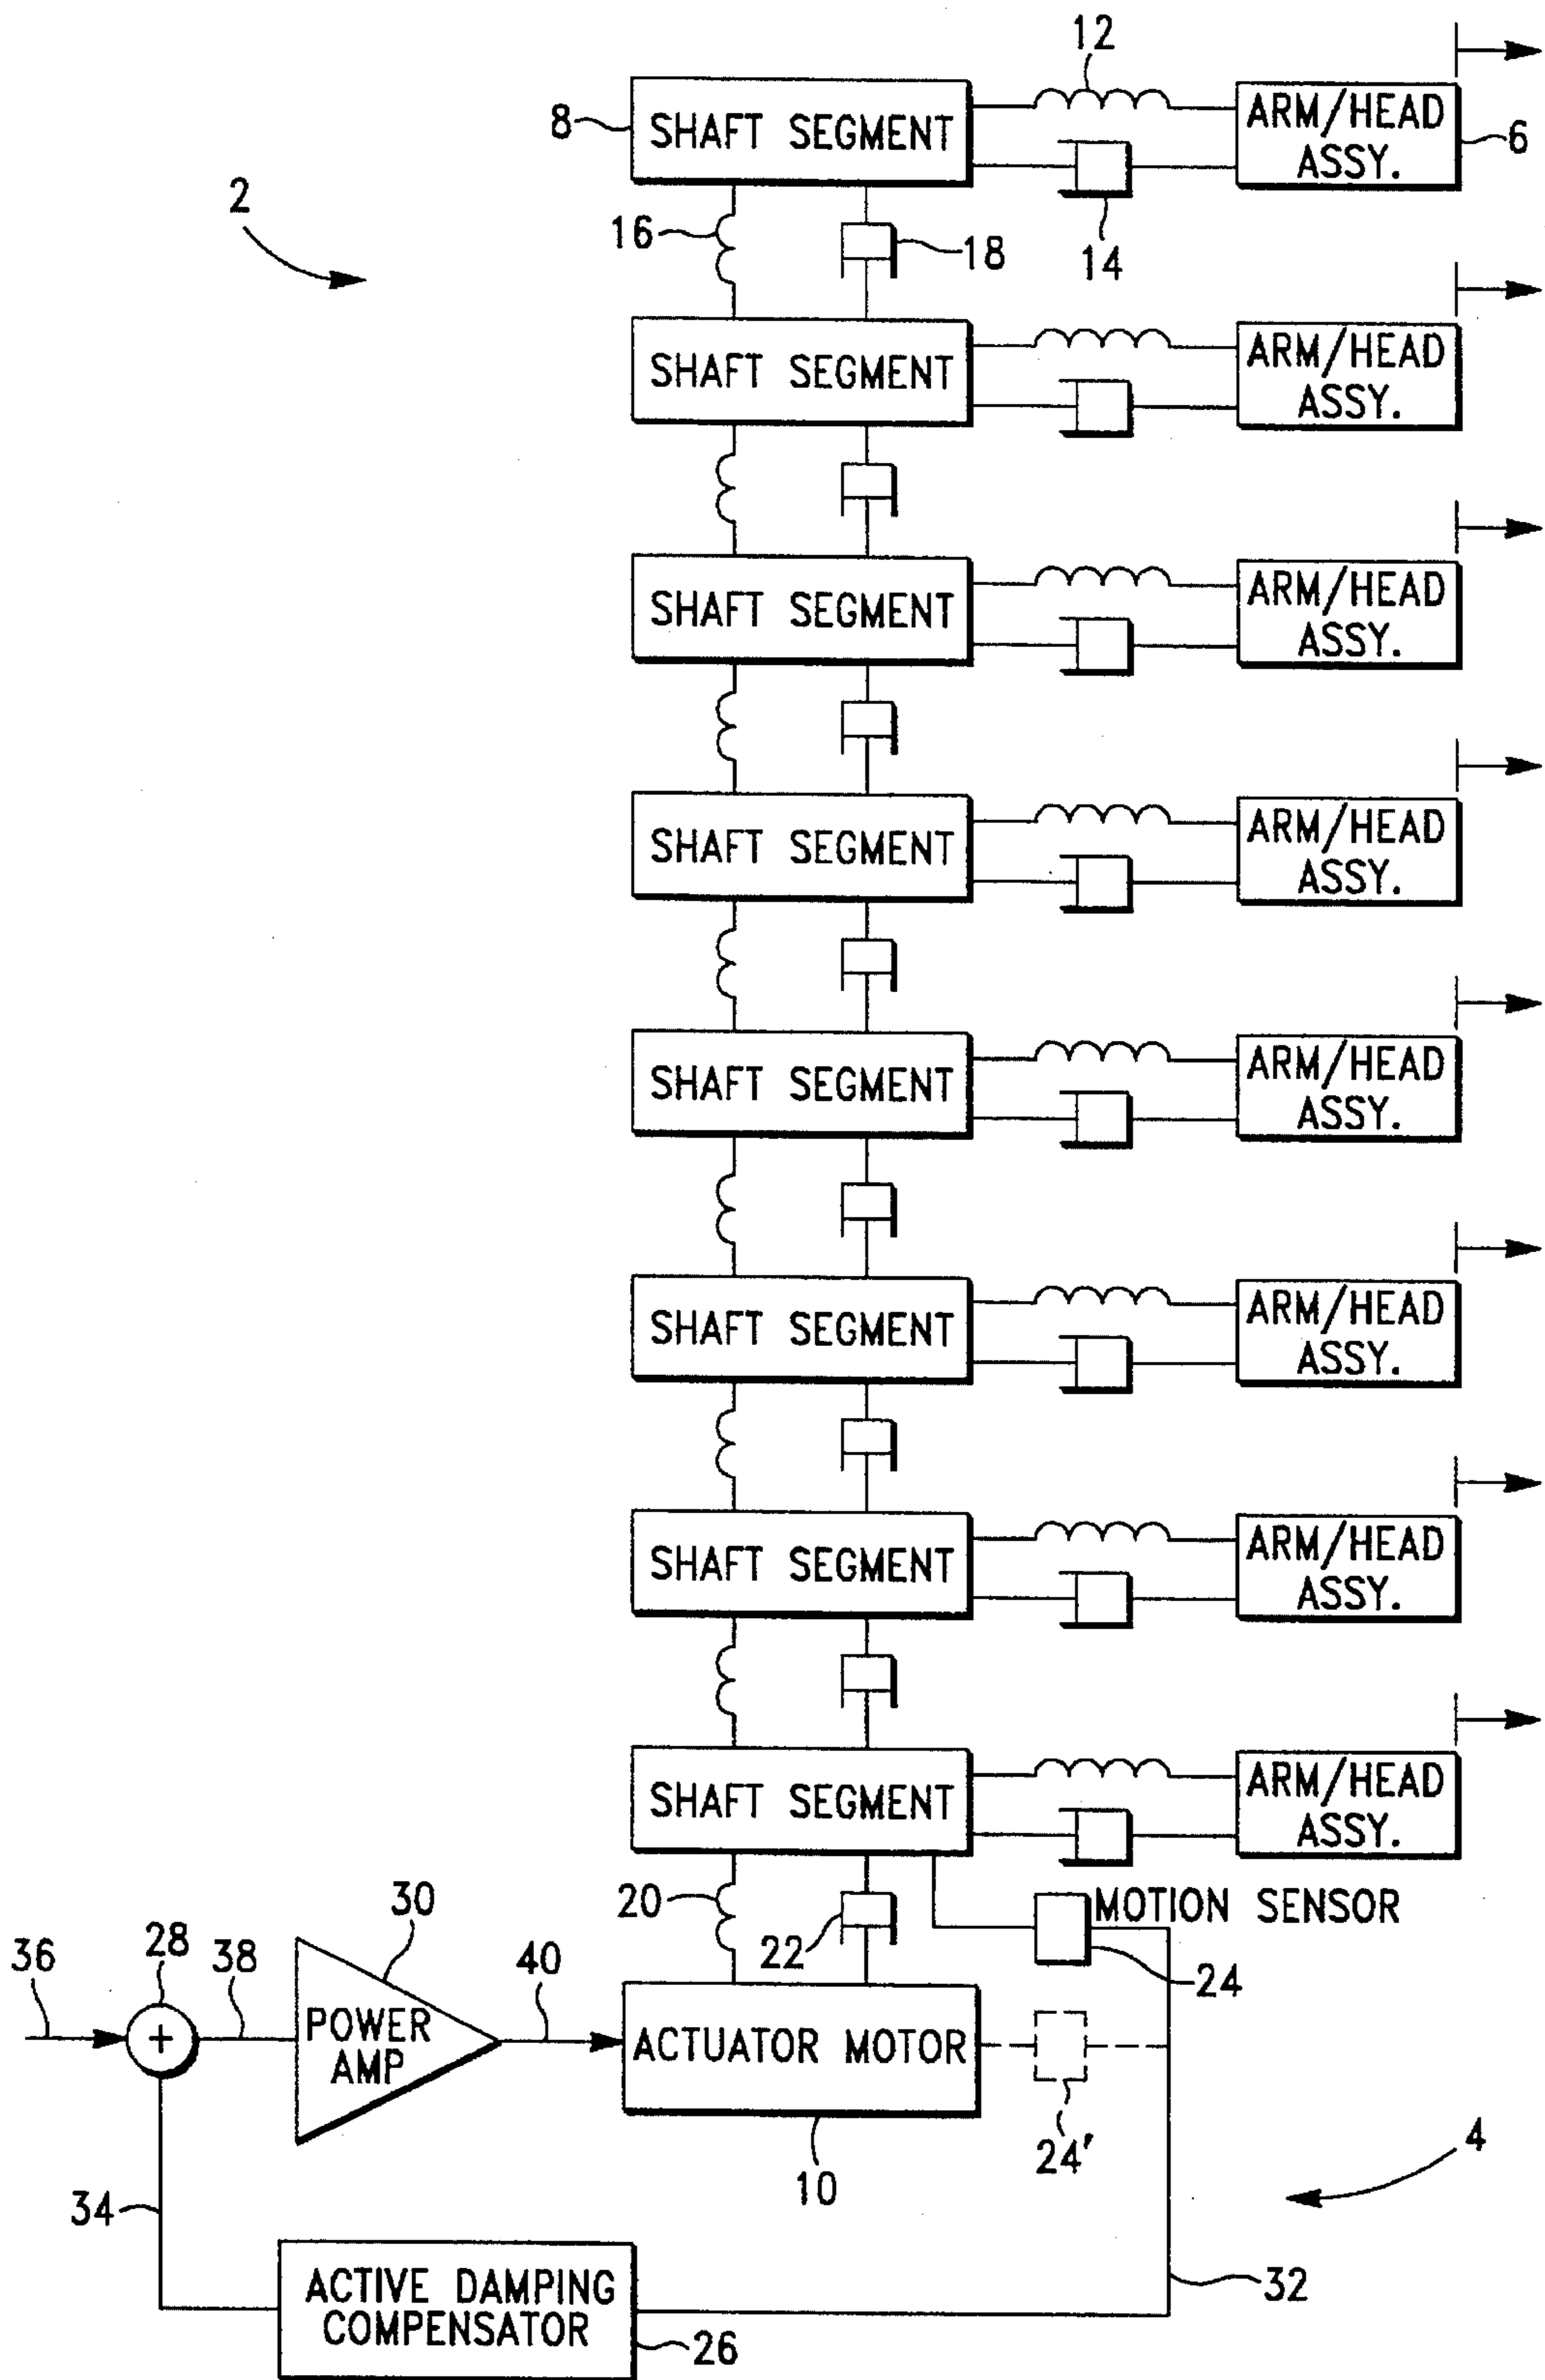 12
8
SHAFT SEGMENT
ARM/HEAD
ASSY.
6
2
16
18
14
SHAFT SEGMENT
ARM/HEAD
ASSY.
SHAFT SEGMENT
ARM/HEAD
ASSY.
SHAFT SEGMENT
ARM/HEAD
ASSY.
SHAFT SEGMENT
ARM/HEAD
ASSY.
SHAFT SEGMENT
ARM/HEAD
ASSY.
SHAFT SEGMENT
ARM/HEAD
ASSY.
SHAFT SEGMENT
ARM/HEAD
ASSY.
20
22
MOTION SENSOR
24
30
36
28
38
40
+
POWER
AMP
ACTUATOR MOTOR
24'
10
4
34
32
ACTIVE DAMPING
COMPENSATOR
26